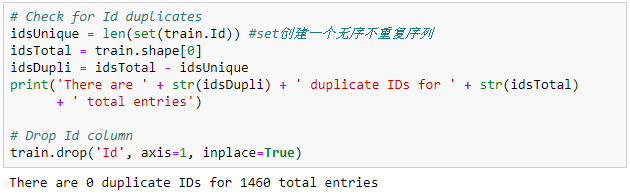 # Check for Id duplicates
idsUnique = len(set(train.Id)) #set创建一个无序不重复序列
idsTotal = train.shape[0]
idsDupli = idsTotal - idsUnique
print('There are ' + str(idsDupli) + ' duplicate IDs for ' + str(idsTotal)
      + ' total entries')
# Drop Id column
train.drop('Id', axis=1, inplace=True)
There are 0 duplicate IDs for 1460 total entries